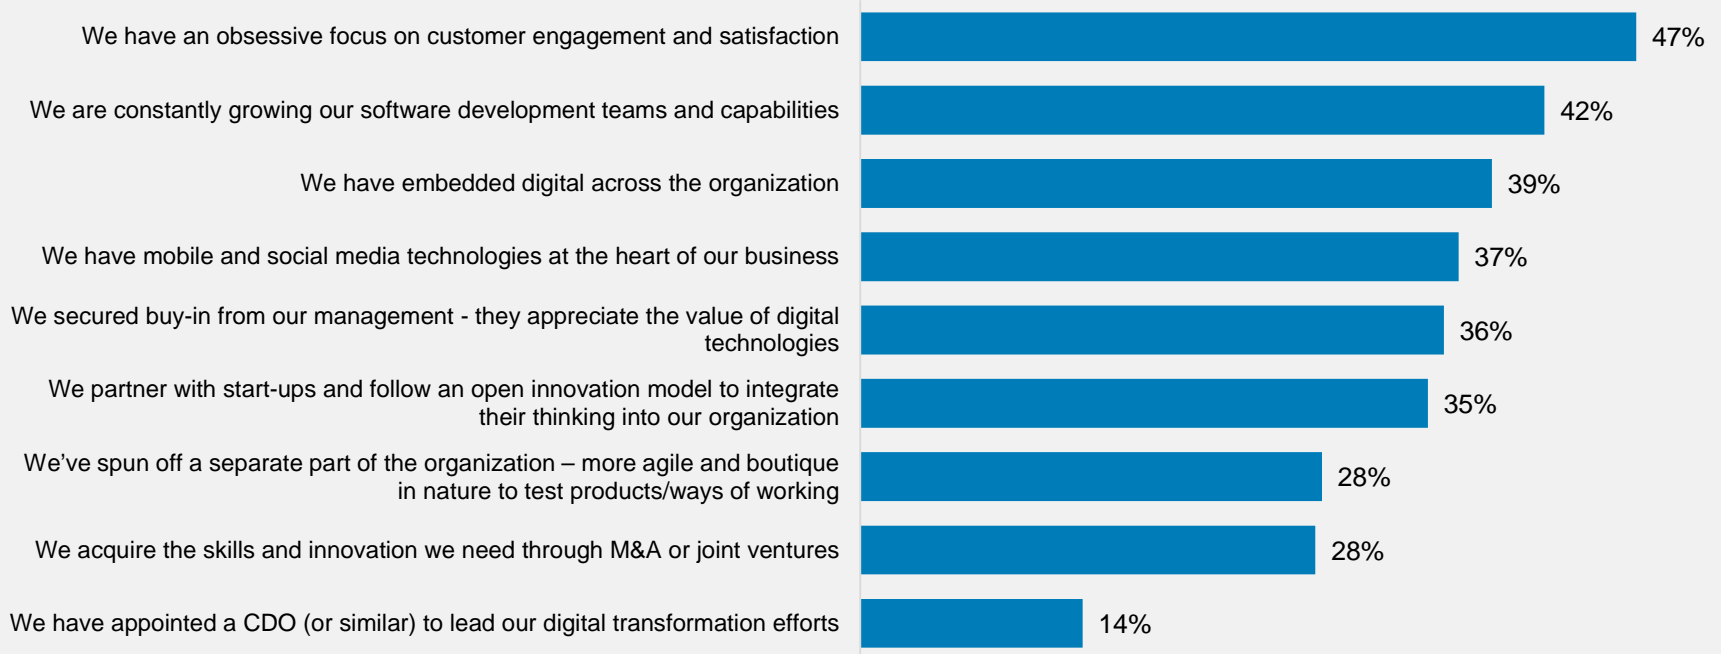 We have an obsessive focus on customer engagement and satisfaction
47%
We are constantly growing our software development teams and capabilities
42%
We have embedded digital across the organization
39%
We have mobile and social media technologies at the heart of our business
37%
We secured buy-in from our management - they appreciate the value of digital
technologies
36%
We partner with start-ups and follow an open innovation model to integrate
their thinking into our organization
35%
We’ve spun off a separate part of the organization – more agile and boutique
in nature to test products/ways of working
28%
We acquire the skills and innovation we need through M&A or joint ventures
28%
We have appointed a CDO (or similar) to lead our digital transformation efforts
14%